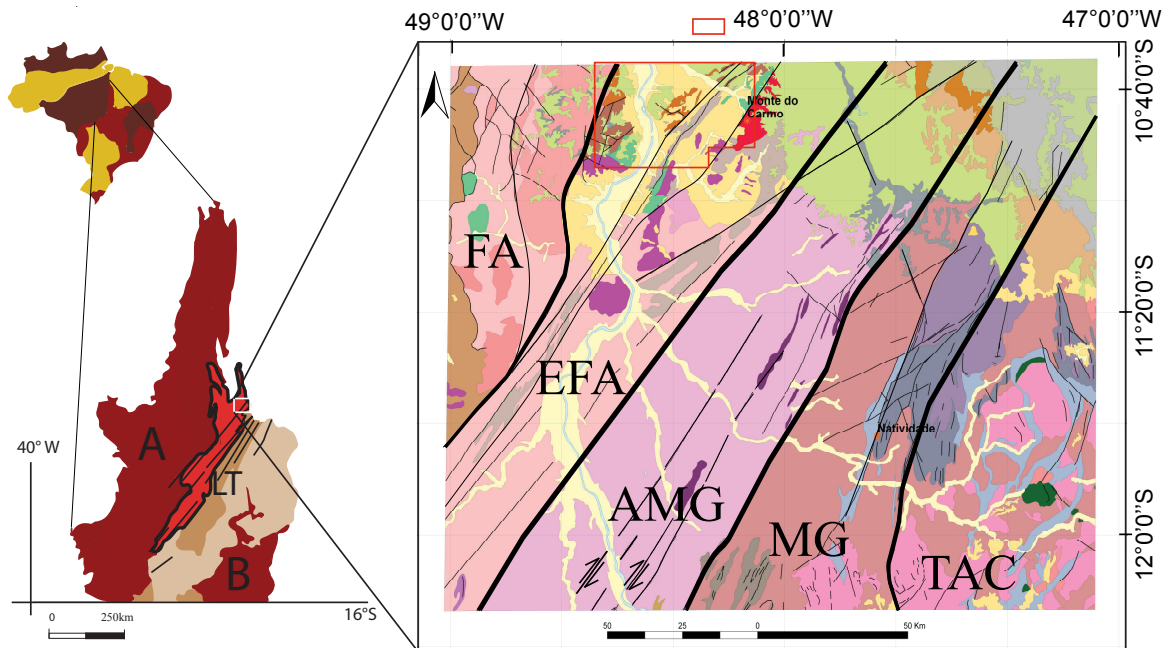 49°0'0''W
48°0'0''W
47°0'0''W
10°40'0''S
11°20'0''S
12°0'0''S
Monte do
Carmo
FA
EFA
AMG
Natividade
MG
TAC
40° W
A
LT
B
16°S
0 250km
50 25 0 50 Km